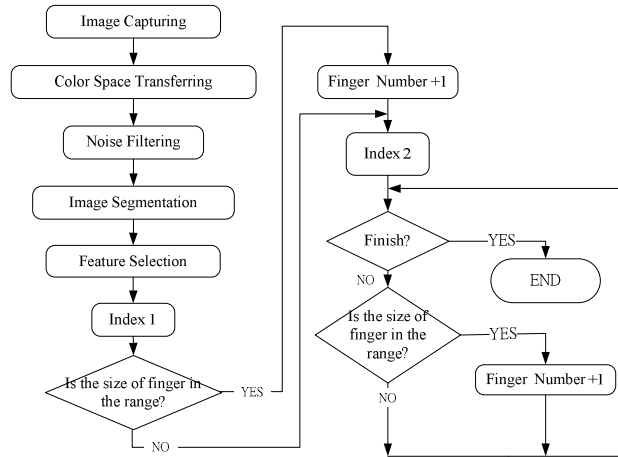 Image Capturing
Color Space Transferring
Noise Filtering
Image Segmentation
Feature Selection
Index 1
Is the size of finger in
the range?
YES
NO
Finger Number +1
Index 2
Finish?
YES
END
NO
Is the size of
finger in the
range?
YES
Finger Number +1
NO